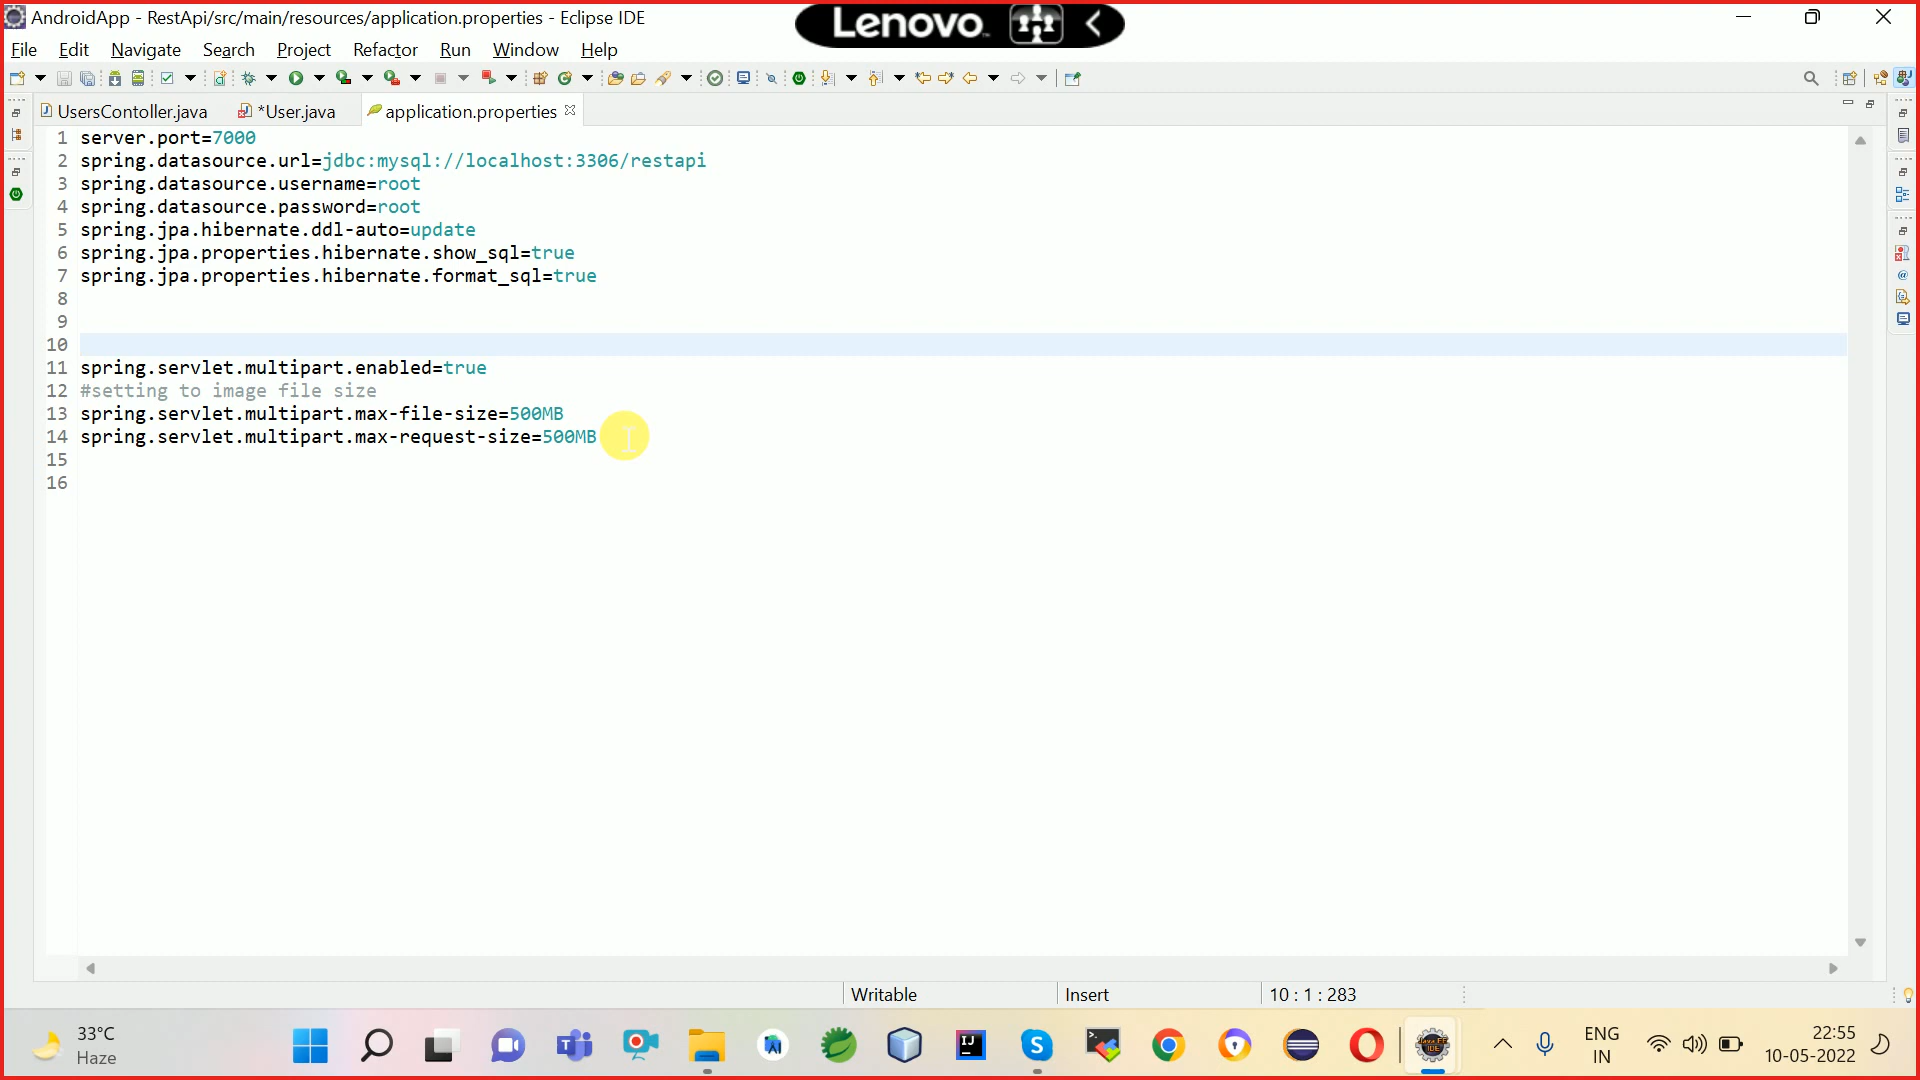 AndroidApp - RestApi/src/main/resources/application.properties - Eclipse IDE
Lenovo
File Edit Navigate Search Project Refactor Run Window Help
UsersContoller.java *User.java application.properties
1 server.port=7000
2 spring.datasource.url=jdbc:mysql://localhost:3306/restapi
3 spring.datasource.username=root
4 spring.datasource.password=root
5 spring.jpa.hibernate.ddl-auto=update
6 spring.jpa.properties.hibernate.show_sql=true
7 spring.jpa.properties.hibernate.format_sql=true
8
9
10
11 spring.servlet.multipart.enabled=true
12 #setting to image file size
13 spring.servlet.multipart.max-file-size=500MB
14 spring.servlet.multipart.max-request-size=500MB
15
16
Writable Insert 10 : 1 : 283
33°C
Haze
ENG
IN
22:55
10-05-2022